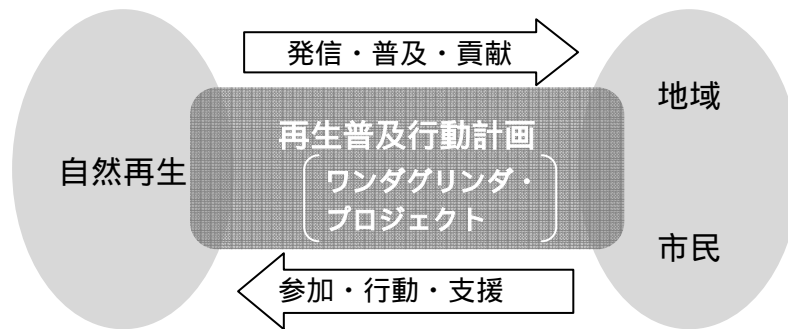 発信・普及・貢献
地域
再生普及行動計画
自然再生
ワンダグリンダ・
プロジェクト
市民
参加・行動・支援